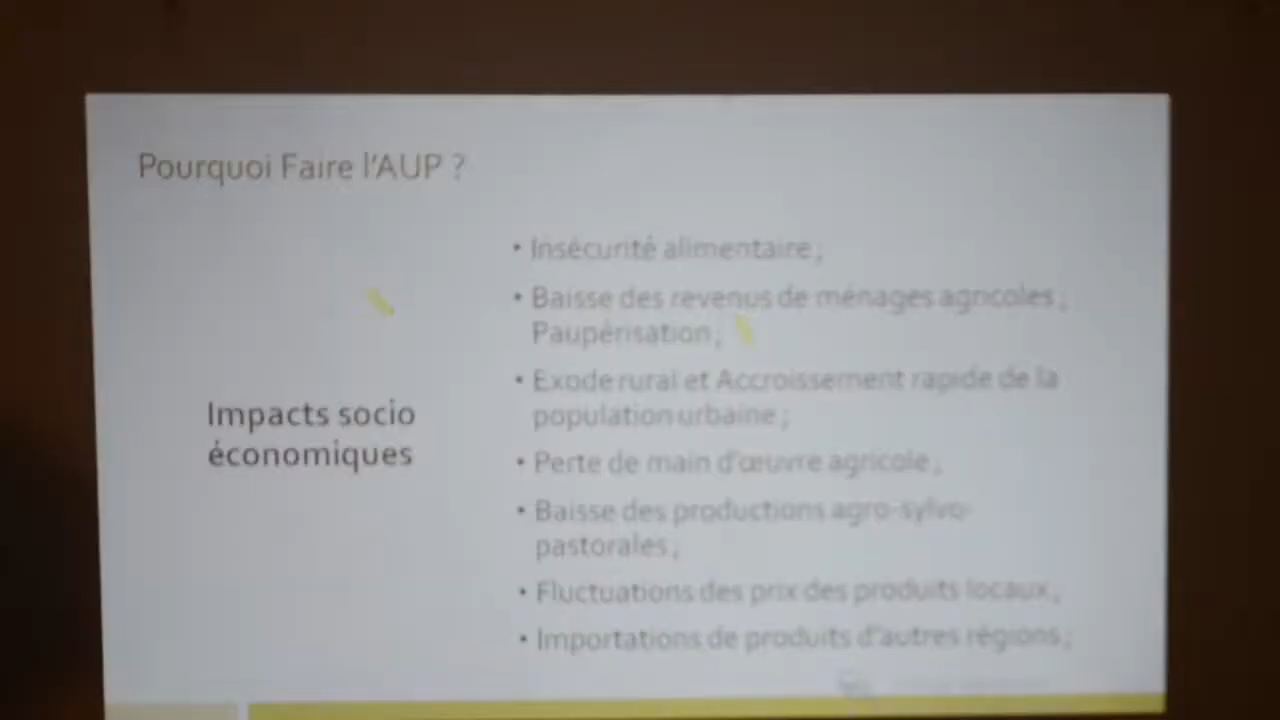 Pourquoi Faire l'AUP ?
Impacts socio
économiques
• Insécurité alimentaire ;
• Baisse des revenus de ménages agricoles ;
Paupérisation ;
• Exode rural et Accroissement rapide de la
population urbaine ;
• Perte de main d'œuvre agricole ;
• Baisse des productions agro-sylvo-
pastorales ;
• Fluctuations des prix des produits locaux ;
• Importations de produits d'autres régions ;